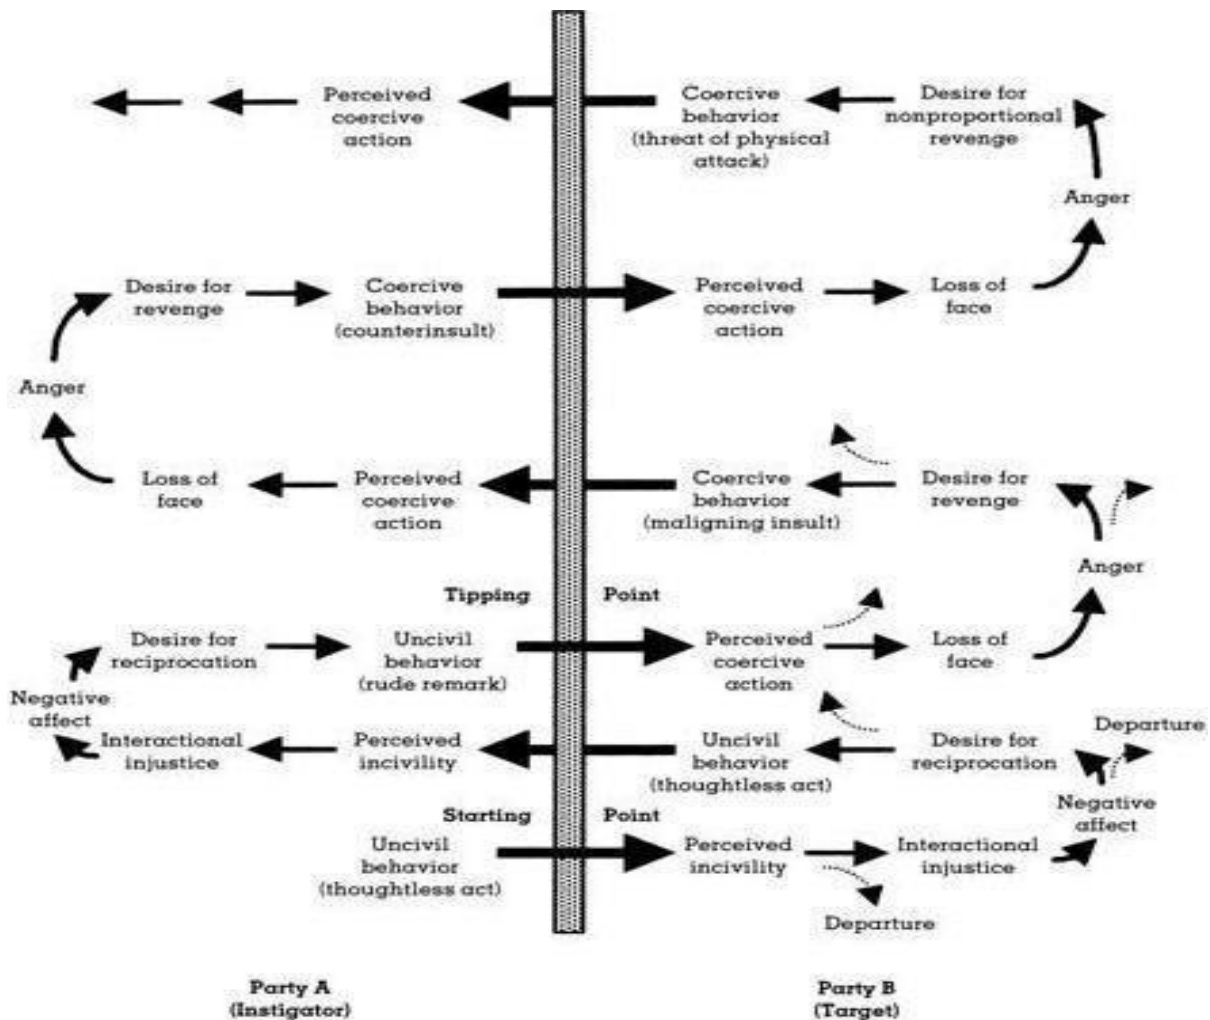 Perceived
coercive
action
Coercive
behavior
(threat of physical
attack)
Desire for
nonproportional
revenge
Anger
Desire for
revenge
Coercive
behavior
(counterinsult)
Perceived
coercive
action
Loss of
face
Anger
Loss of
face
Perceived
coercive
action
Coercive
behavior
(maligning insult)
Desire for
revenge
Anger
Tipping Point
Desire for
reciprocation
Uncivil
behavior
(rude remark)
Perceived
coercive
action
Loss of
face
Negative
affect
Interactional
injustice
Perceived
incivility
Uncivil
behavior
(thoughtless act)
Desire for
reciprocation
Departure
Negative
affect
Starting Point
Uncivil
behavior
(thoughtless act)
Perceived
incivility
Interactional
injustice
Departure
Party A
(Instigator)
Party B
(Target)